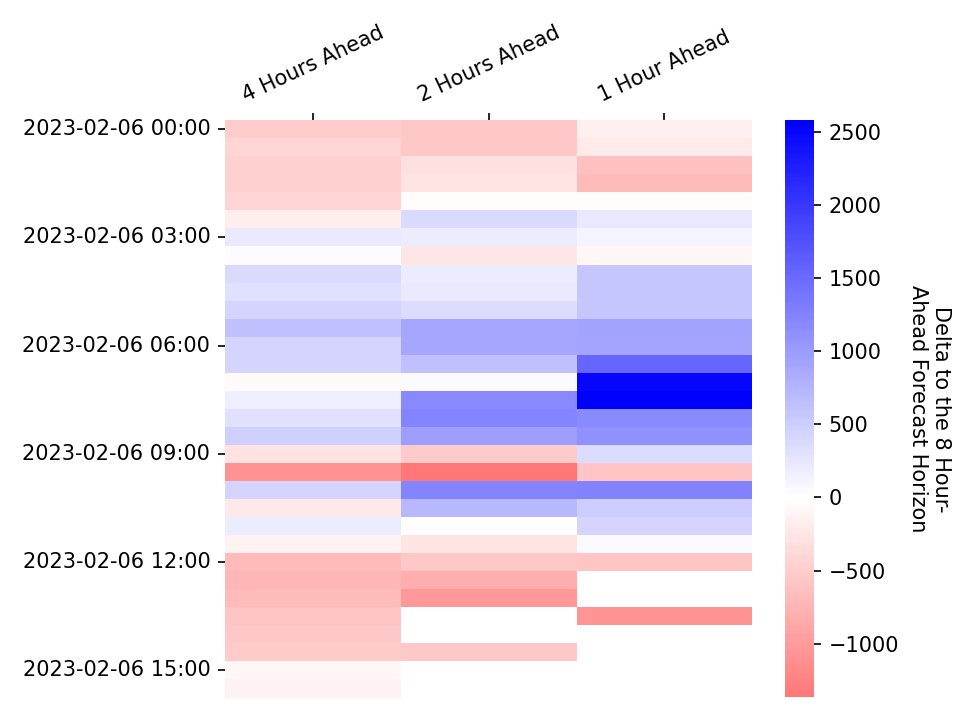 4 Hours Ahead
2 Hours Ahead
1 Hour Ahead
2023-02-06 00:00
2023-02-06 03:00
2023-02-06 06:00
2023-02-06 09:00
2023-02-06 12:00
2023-02-06 15:00
2500
2000
1500
1000
500
0
−500
−1000
Delta to the 8 Hour-
Ahead Forecast Horizon